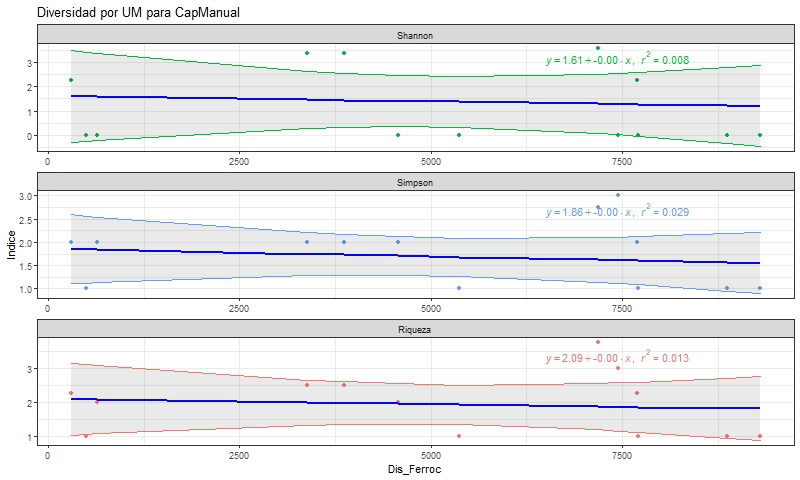 Diversidad por UM para CapManual
Shannon
3
2
1
0
y = 1.61 + -0.00 · x, r² = 0.008
0 2500 5000 7500
Simpson
3.0
2.5
2.0
1.5
1.0
y = 1.86 + -0.00 · x, r² = 0.029
0 2500 5000 7500
Indice
Riqueza
3
2
1
y = 2.09 + -0.00 · x, r² = 0.013
0 2500 5000 7500
Dis_Ferroc